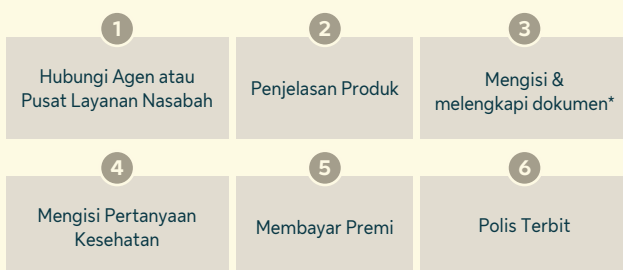 1
Hubungi Agen atau
Pusat Layanan Nasabah
2
Penjelasan Produk
3
Mengisi &
melengkapi dokumen*
4
Mengisi Pertanyaan
Kesehatan
5
Membayar Premi
6
Polis Terbit